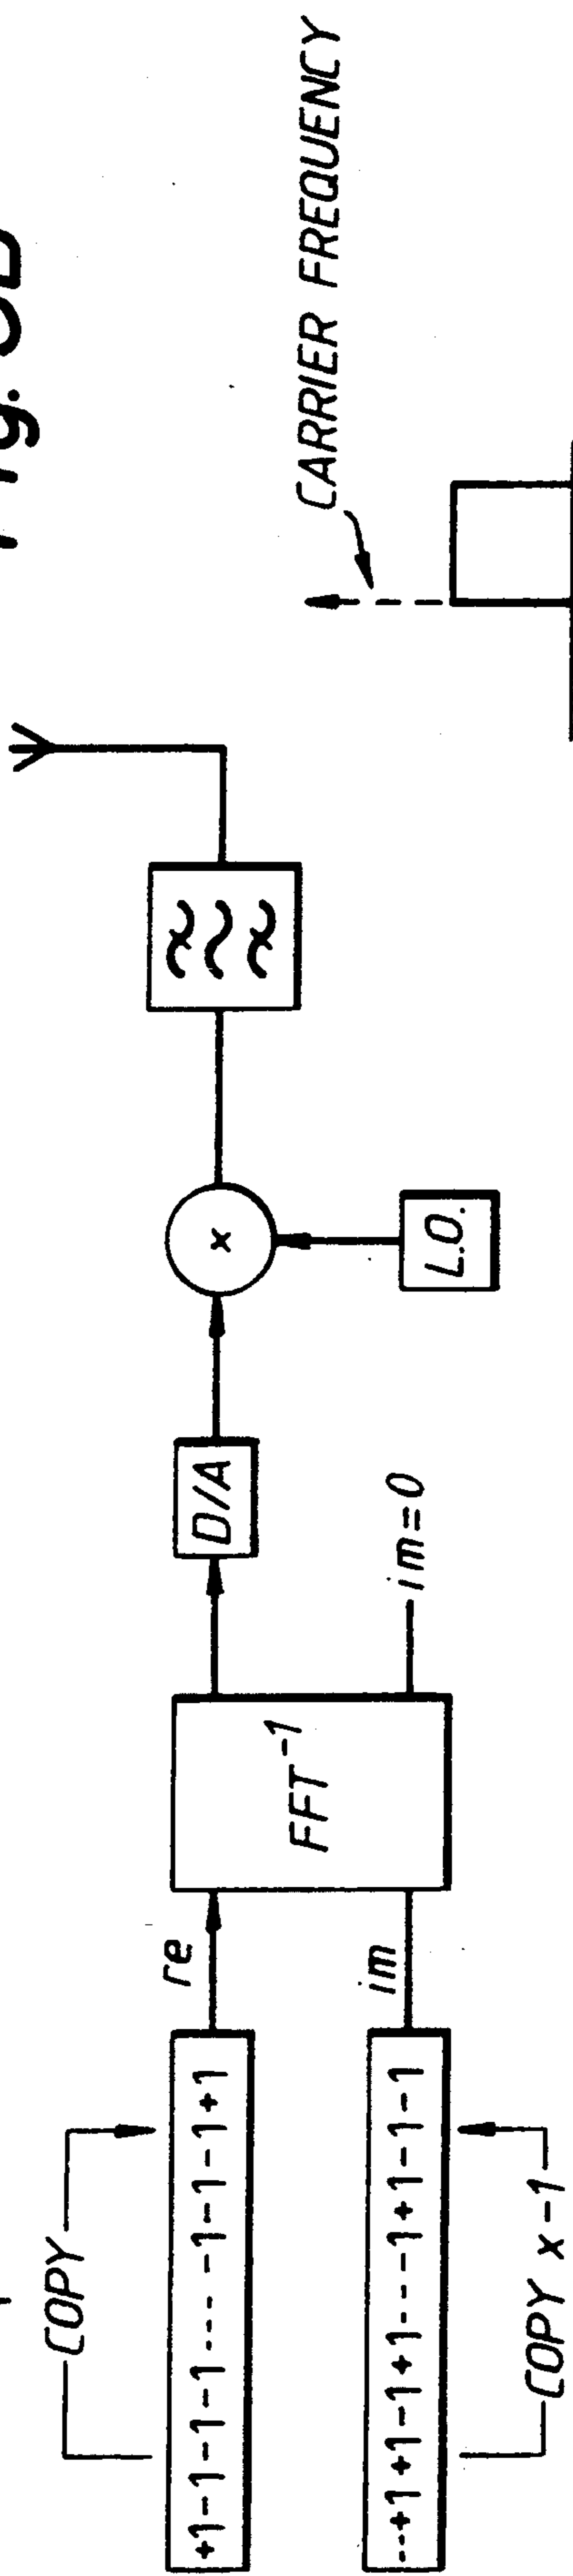 COPY
+1-1-1-1---- -1-1-1+1
re
--+1+1-1+1---1+1-1-1
im
COPY x-1
FFT⁻¹
im=0
D/A
x
L.O.
CARRIER FREQUENCY